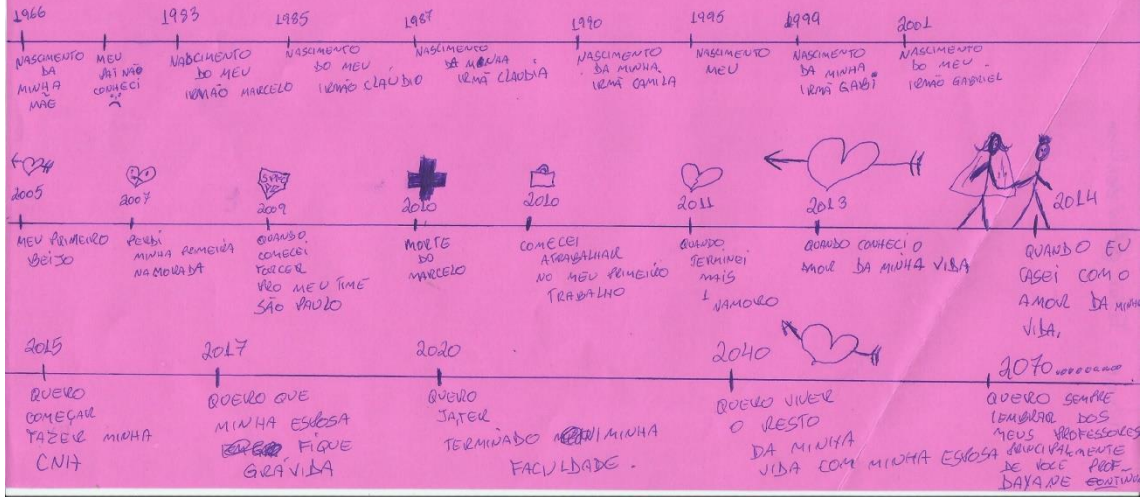 1966
NASCIMENTO
DA
MINHA
MÃE
MEU
PAI NÃO
CONHECI
1983
NASCIMENTO
DO MEU
IRMÃO MARCELO
1985
NASCIMENTO
DO MEU
IRMÃO CLAÚDIO
1987
NASCIMENTO
DA MINHA
IRMÃ CLAUDIA
1990
NASCIMENTO
DA MINHA
IRMÃ CAMILA
1996
NASCIMENTO
MEU
1999
NASCIMENTO
DA MINHA
IRMÃ GABI
2001
NASCIMENTO
DO MEU
IRMÃO GABRIEL
2005
MEU PRIMEIRO
BEIJO
2007
PERDI
MINHA PRIMEIRA
NAMORADA
SPFC
2009
QUANDO
COMECEI
TORCER
PRO MEU TIME
SÃO PAULO
2010
MORTE
DO
MARCELO
2010
COMECEI
ATRABALHAR
NO MEU PRIMEIRO
TRABALHO
2011
QUANDO
TERMINEI
MAIS
1
NAMORO
2013
QUANDO CONHECI O
AMOR DA MINHA VIDA
2014
QUANDO EU
CASEI COM O
AMOR DA MINHA
VIDA.
2015
QUERO
COMEÇAR
FAZER MINHA
CNH
2017
QUERO QUE
MINHA ESPOSA
FIQUE
GRÁVIDA
2020
QUERO
JA,TER
TERMINADO MINHA
FACULDADE.
2040
QUERO VIVER
O RESTO
DA MINHA
VIDA COM MINHA ESPOSA
2070..........
QUERO SEMPRE
LEMBRAR DOS
MEUS PROFESSORES
PRINCIPALMENTE
DE VOCÊ PROF_
DAYANE